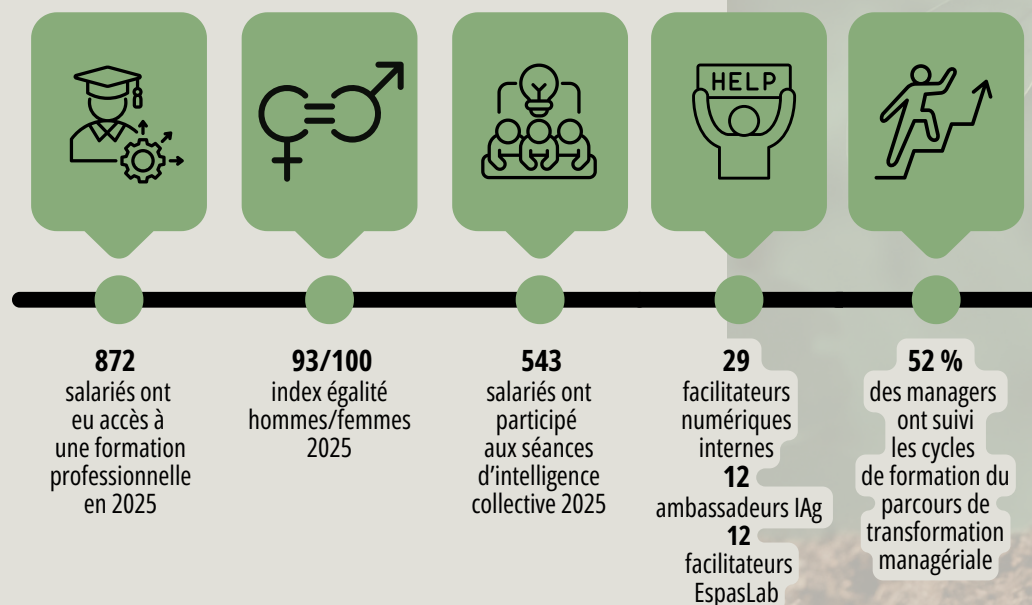 HELP
872
salariés ont
eu accès à
une formation
professionnelle
en 2025
93/100
index égalité
hommes/femmes
2025
543
salariés ont
participé
aux séances
d’intelligence
collective 2025
29
facilitateurs
numériques
internes
12
ambassadeurs IAg
12
facilitateurs
EspasLab
52 %
des managers
ont suivi
les cycles
de formation du
parcours de
transformation
managériale